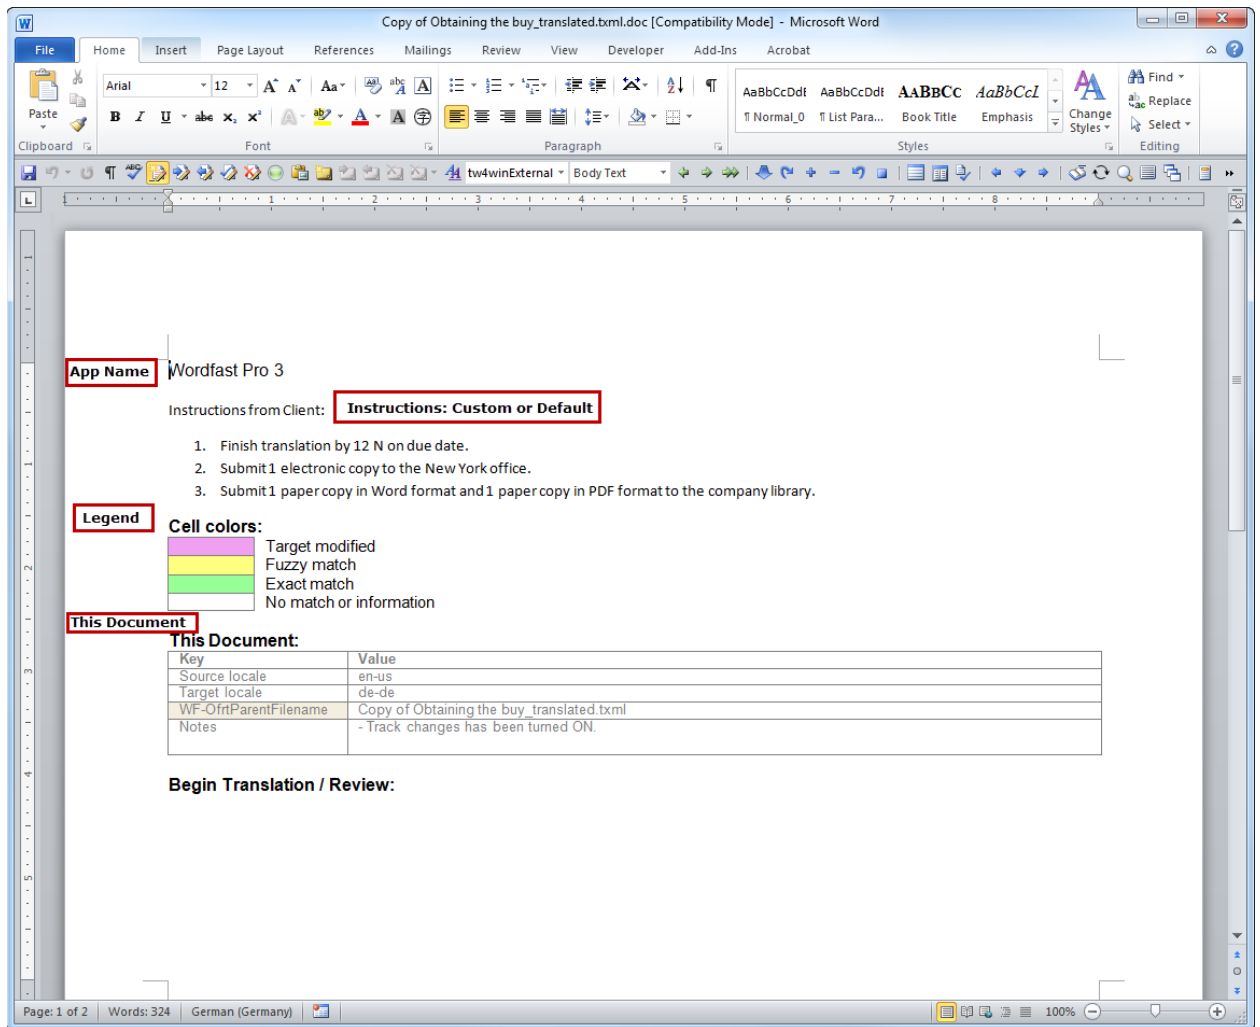 Copy of Obtaining the buy_translated.txml.doc [Compatibility Mode] - Microsoft Word
File Home Insert Page Layout References Mailings Review View Developer Add-Ins Acrobat
Arial 12
Paste
AaBbCcDdE AaBbCcDdE AABBCC AaBbCcI
¶ Normal_0 ¶ List Para... Book Title Emphasis
Change Styles
Find
Replace
Select
Clipboard Font Paragraph Styles Editing
tw4winExternal Body Text
App Name
Wordfast Pro 3
Instructions from Client:
Instructions: Custom or Default
1. Finish translation by 12 N on due date.
2. Submit 1 electronic copy to the New York office.
3. Submit 1 paper copy in Word format and 1 paper copy in PDF format to the company library.
Legend
Cell colors:
Target modified
Fuzzy match
Exact match
No match or information
This Document
This Document:
Key Value
Source locale en-us
Target locale de-de
WF-OfrtParentFilename Copy of Obtaining the buy_translated.txml
Notes - Track changes has been turned ON.
Begin Translation / Review:
Page: 1 of 2 Words: 324 German (Germany) 100%